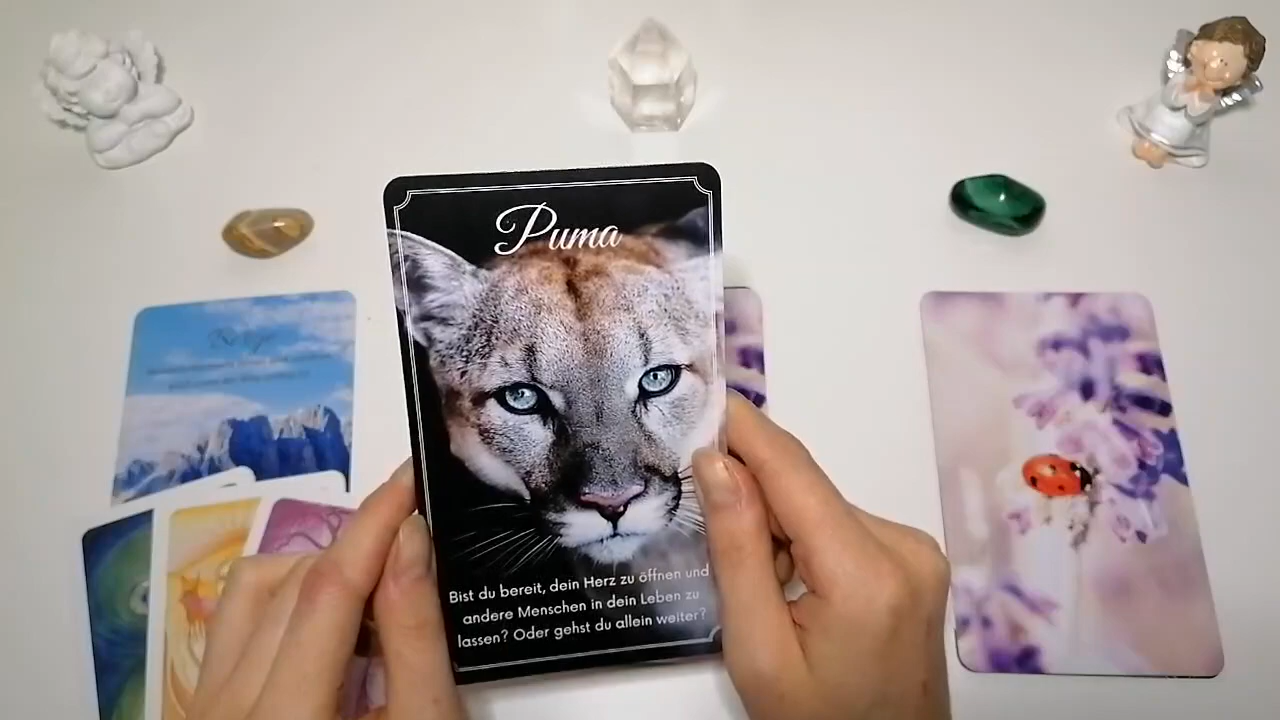 Puma
Bist du bereit, dein Herz zu öffnen und
andere Menschen in dein Leben zu
lassen? Oder gehst du allein weiter?